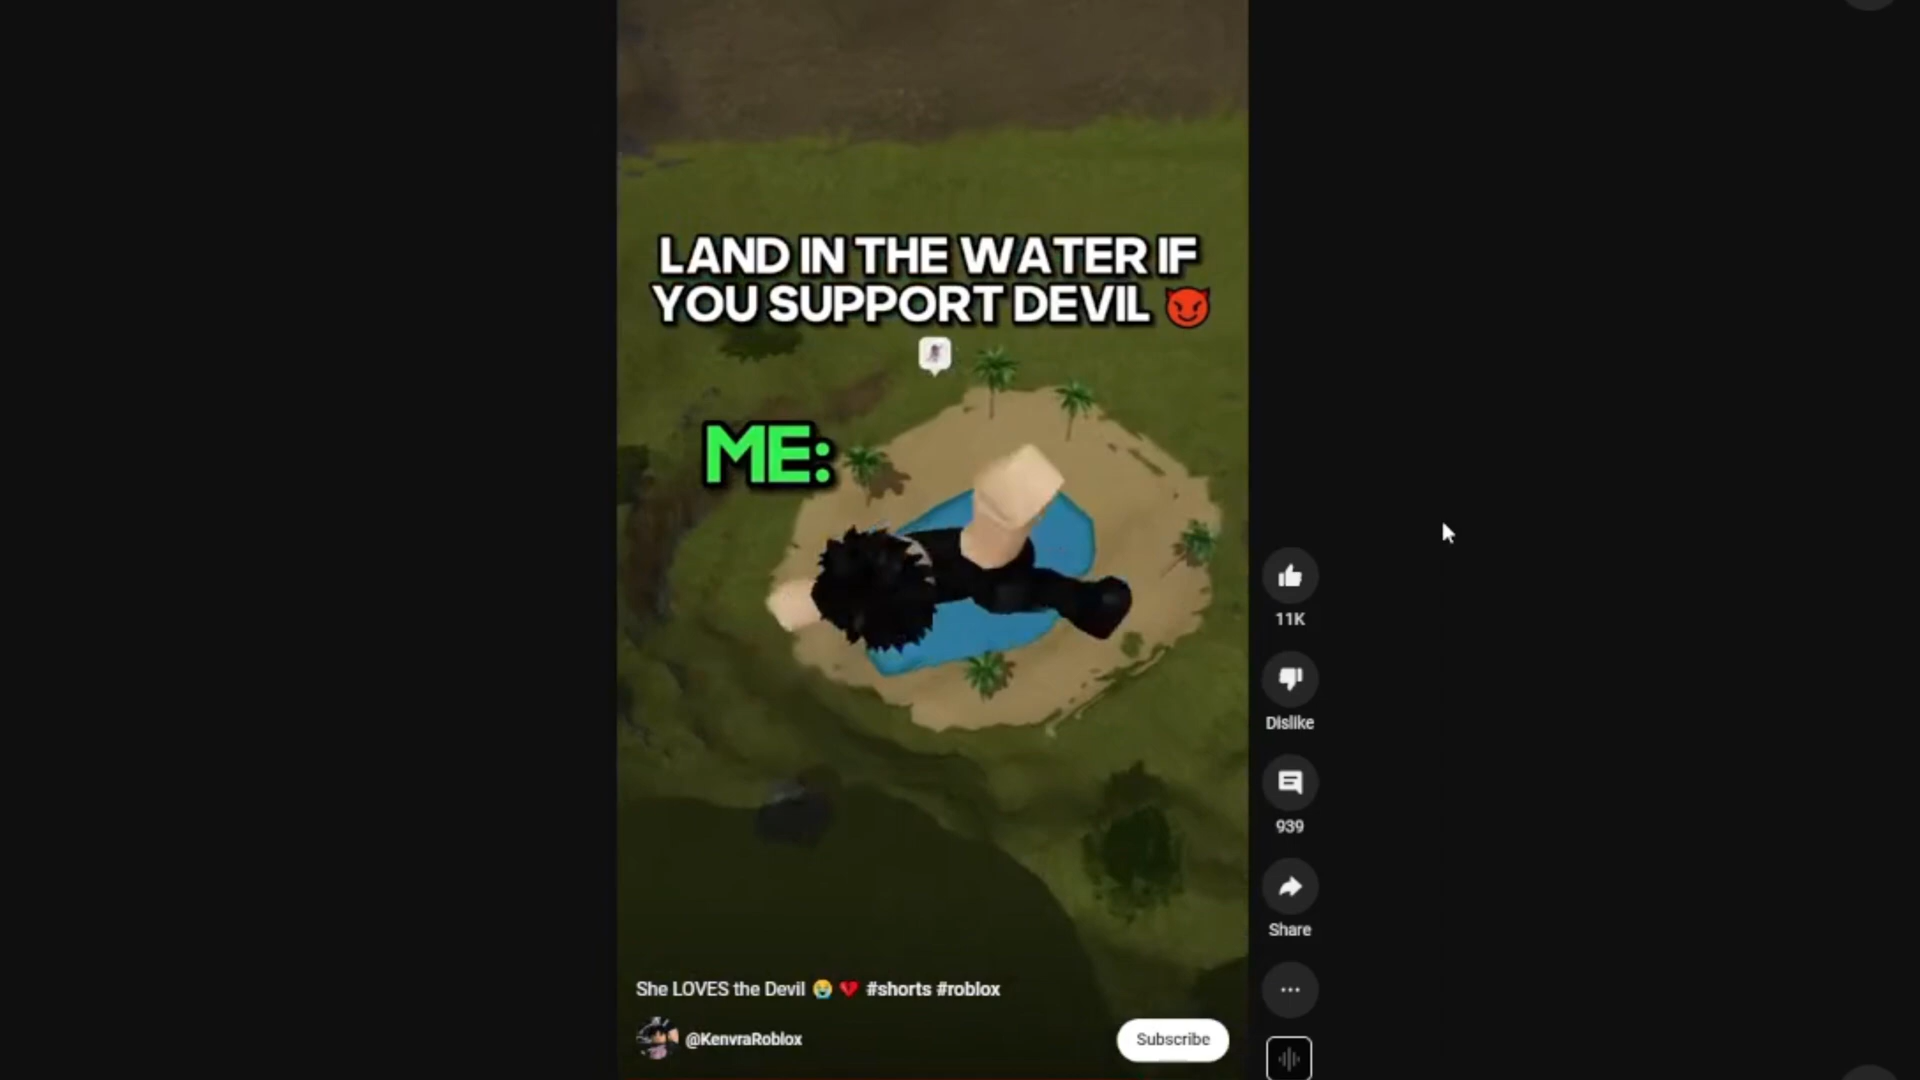 LAND IN THE WATER IF
YOU SUPPORT DEVIL 😈
ME:
11K
Dislike
939
Share
She LOVES the Devil 😭 💔 #shorts #roblox
@KenvraRoblox
Subscribe